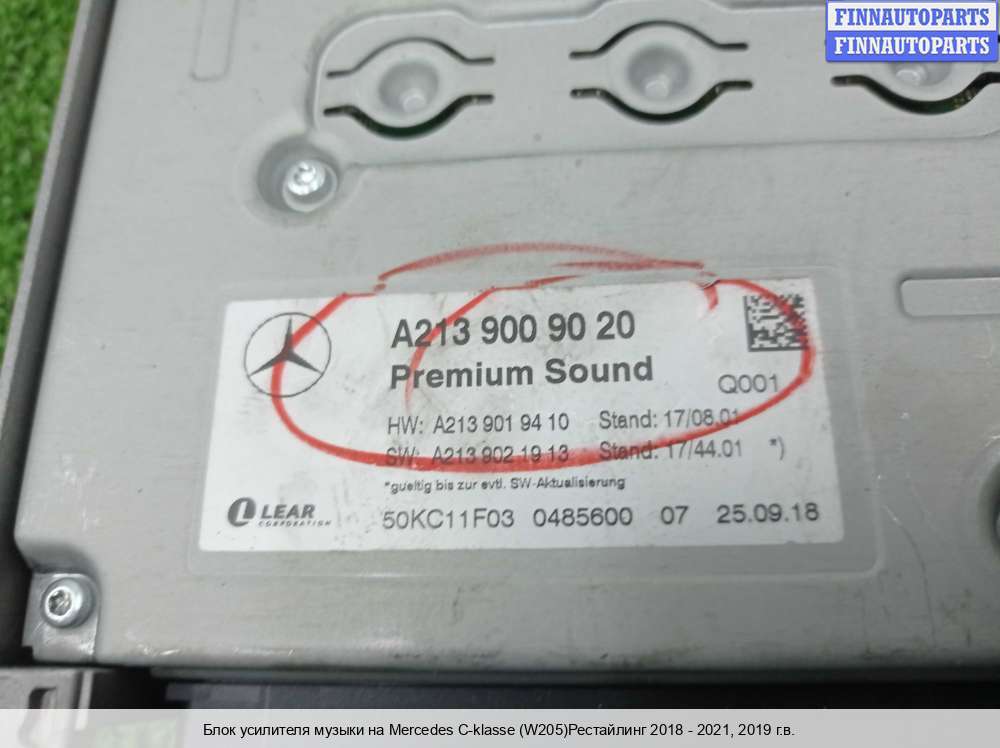 FINNAUTOPARTS
FINNAUTOPARTS
A213 900 90 20
Premium Sound
Q001
HW: A213 901 94 10 Stand: 17/08.01
SW: A213 902 19 13 Stand: 17/44.01 *)
*gueltig bis zur evtl. SW-Aktualisierung
LEAR
CORPORATION
50KC11F03 0485600 07 25.09.18
Блок усилителя музыки на Mercedes C-klasse (W205)Рестайлинг 2018 - 2021, 2019 г.в.